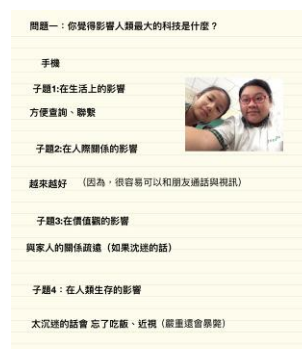 問題一：你覺得影響人類最大的科技是什麼？
手機
子題1:在生活上的影響
方便查詢、聯繫
子題2:在人際關係的影響
越來越好 （因為，很容易可以和朋友通話與視訊）
子題3:在價值觀的影響
與家人的關係疏遠（如果沈迷的話）
子題4：在人類生存的影響
太沉迷的話會 忘了吃飯、近視（嚴重還會暴斃）